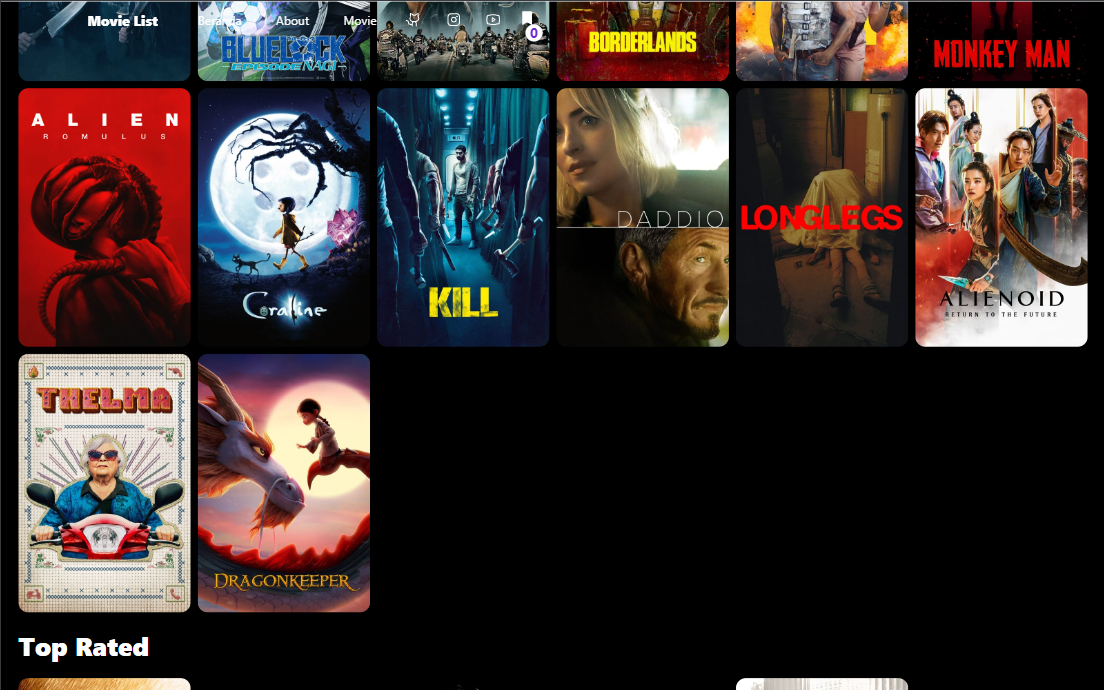 Movie List
Beranda
About
Movie
0
BLUELOCK
EPISODE NAGI
BORDERLANDS
MONKEY MAN
ALIEN
ROMULUS
Coraline
KILL
DADDIO
LONGLEGS
ALIENOID
RETURN TO THE FUTURE
THELMA
DRAGONKEEPER
Top Rated